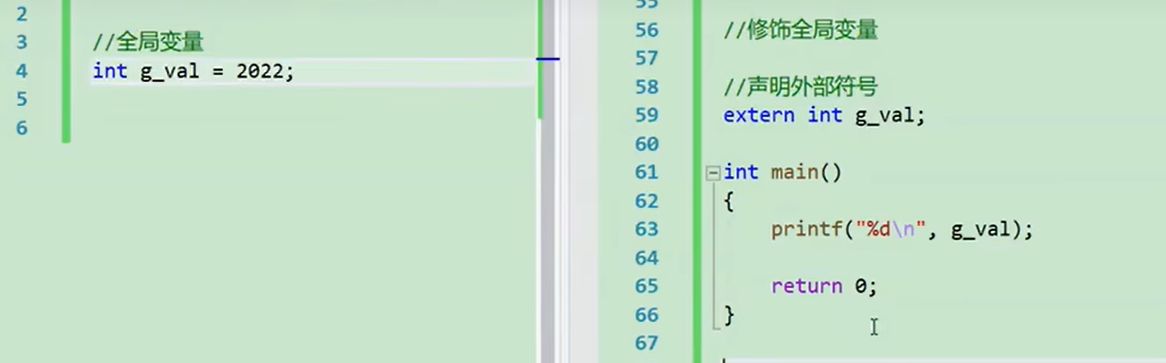 2
3 //全局变量
4 int g_val = 2022;
5
6
56 //修饰全局变量
57
58 //声明外部符号
59 extern int g_val;
60
61 int main()
62 {
63 printf("%d\n", g_val);
64
65 return 0;
66 }
67